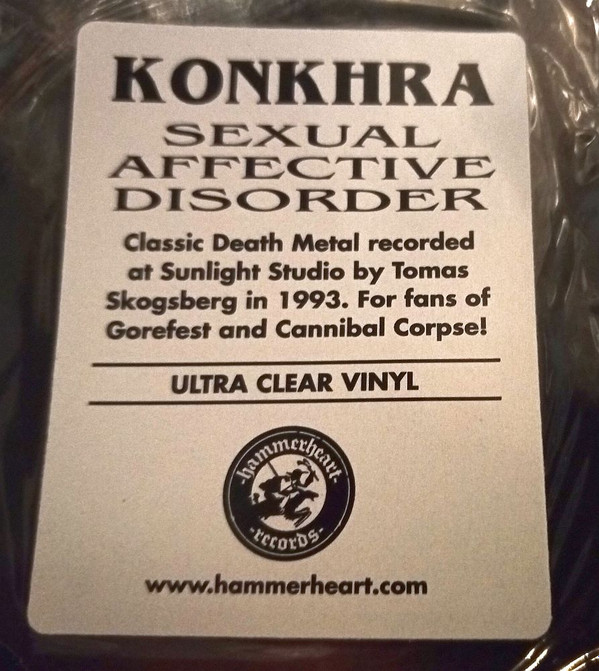 KONKHRA
SEXUAL
AFFECTIVE
DISORDER
Classic Death Metal recorded
at Sunlight Studio by Tomas
Skogsberg in 1993. For fans of
Gorefest and Cannibal Corpse!
ULTRA CLEAR VINYL
-hammerheart-
-records-
www.hammerheart.com